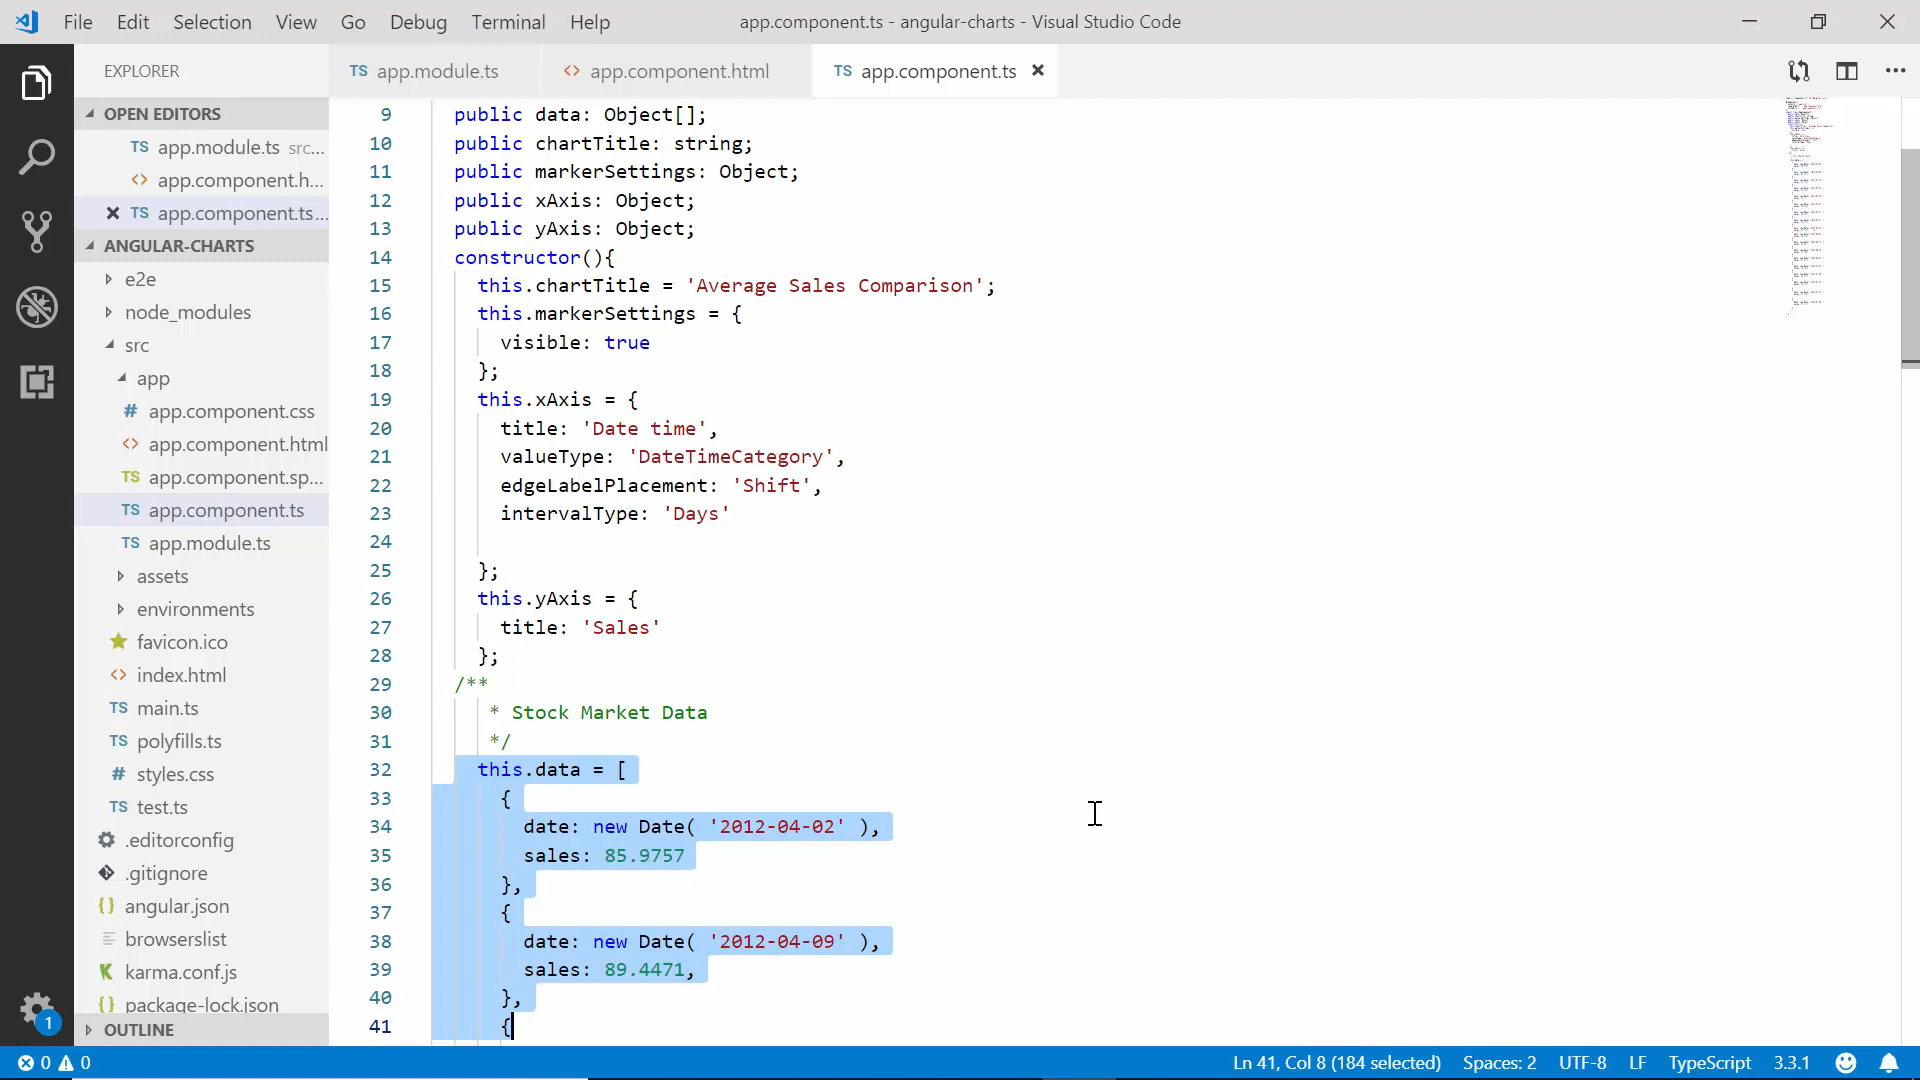 File Edit Selection View Go Debug Terminal Help app.component.ts - angular-charts - Visual Studio Code
EXPLORER
TS app.module.ts <> app.component.html TS app.component.ts
OPEN EDITORS
TS app.module.ts src...
<> app.component.h...
TS app.component.ts...
ANGULAR-CHARTS
e2e
node_modules
src
app
# app.component.css
<> app.component.html
TS app.component.sp...
TS app.component.ts
TS app.module.ts
assets
environments
favicon.ico
<> index.html
TS main.ts
TS polyfills.ts
# styles.css
TS test.ts
.editorconfig
.gitignore
{} angular.json
browserslist
K karma.conf.js
{} package-lock.json
OUTLINE
1
9 public data: Object[];
10 public chartTitle: string;
11 public markerSettings: Object;
12 public xAxis: Object;
13 public yAxis: Object;
14 constructor(){
15 this.chartTitle = 'Average Sales Comparison';
16 this.markerSettings = {
17 visible: true
18 };
19 this.xAxis = {
20 title: 'Date time',
21 valueType: 'DateTimeCategory',
22 edgeLabelPlacement: 'Shift',
23 intervalType: 'Days'
24
25 };
26 this.yAxis = {
27 title: 'Sales'
28 };
29 /**
30 * Stock Market Data
31 */
32 this.data = [
33 {
34 date: new Date( '2012-04-02' ),
35 sales: 85.9757
36 },
37 {
38 date: new Date( '2012-04-09' ),
39 sales: 89.4471,
40 },
41 {
0 0 Ln 41, Col 8 (184 selected) Spaces: 2 UTF-8 LF TypeScript 3.3.1